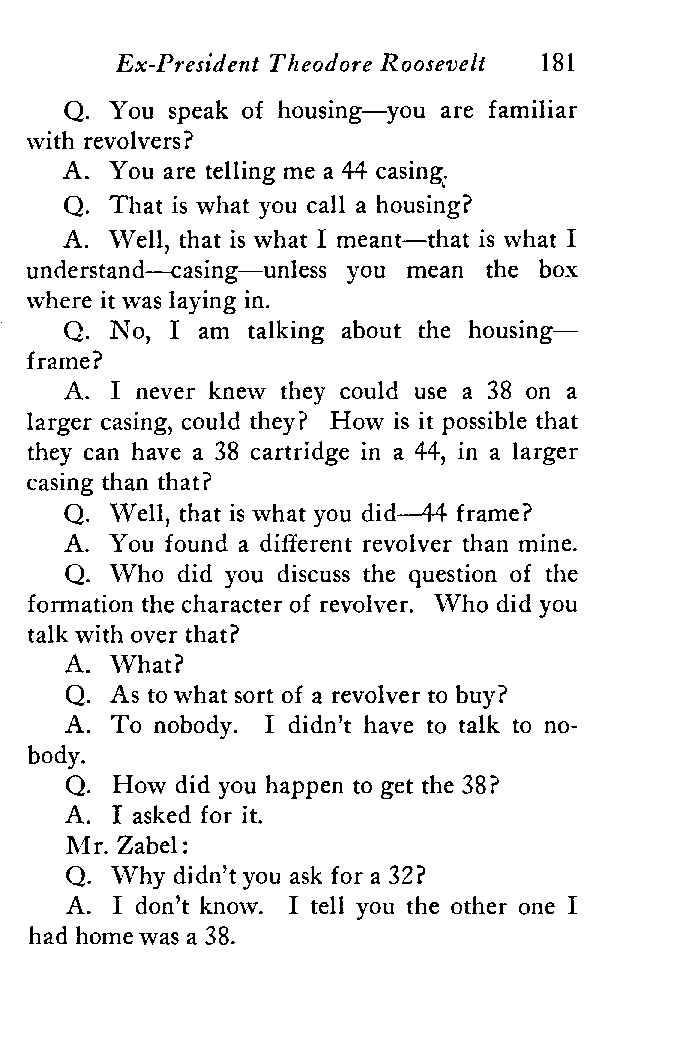 Ex-President Theodore Roosevelt 181
Q. You speak of housing—you are familiar
with revolvers?
A. You are telling me a 44 casing.
Q. That is what you call a housing?
A. Well, that is what I meant—that is what I
understand—casing—unless you mean the box
where it was laying in.
Q. No, I am talking about the housing—
frame?
A. I never knew they could use a 38 on a
larger casing, could they? How is it possible that
they can have a 38 cartridge in a 44, in a larger
casing than that?
Q. Well, that is what you did—44 frame?
A. You found a different revolver than mine.
Q. Who did you discuss the question of the
formation the character of revolver. Who did you
talk with over that?
A. What?
Q. As to what sort of a revolver to buy?
A. To nobody. I didn't have to talk to no-
body.
Q. How did you happen to get the 38?
A. I asked for it.
Mr. Zabel:
Q. Why didn't you ask for a 32?
A. I don't know. I tell you the other one I
had home was a 38.